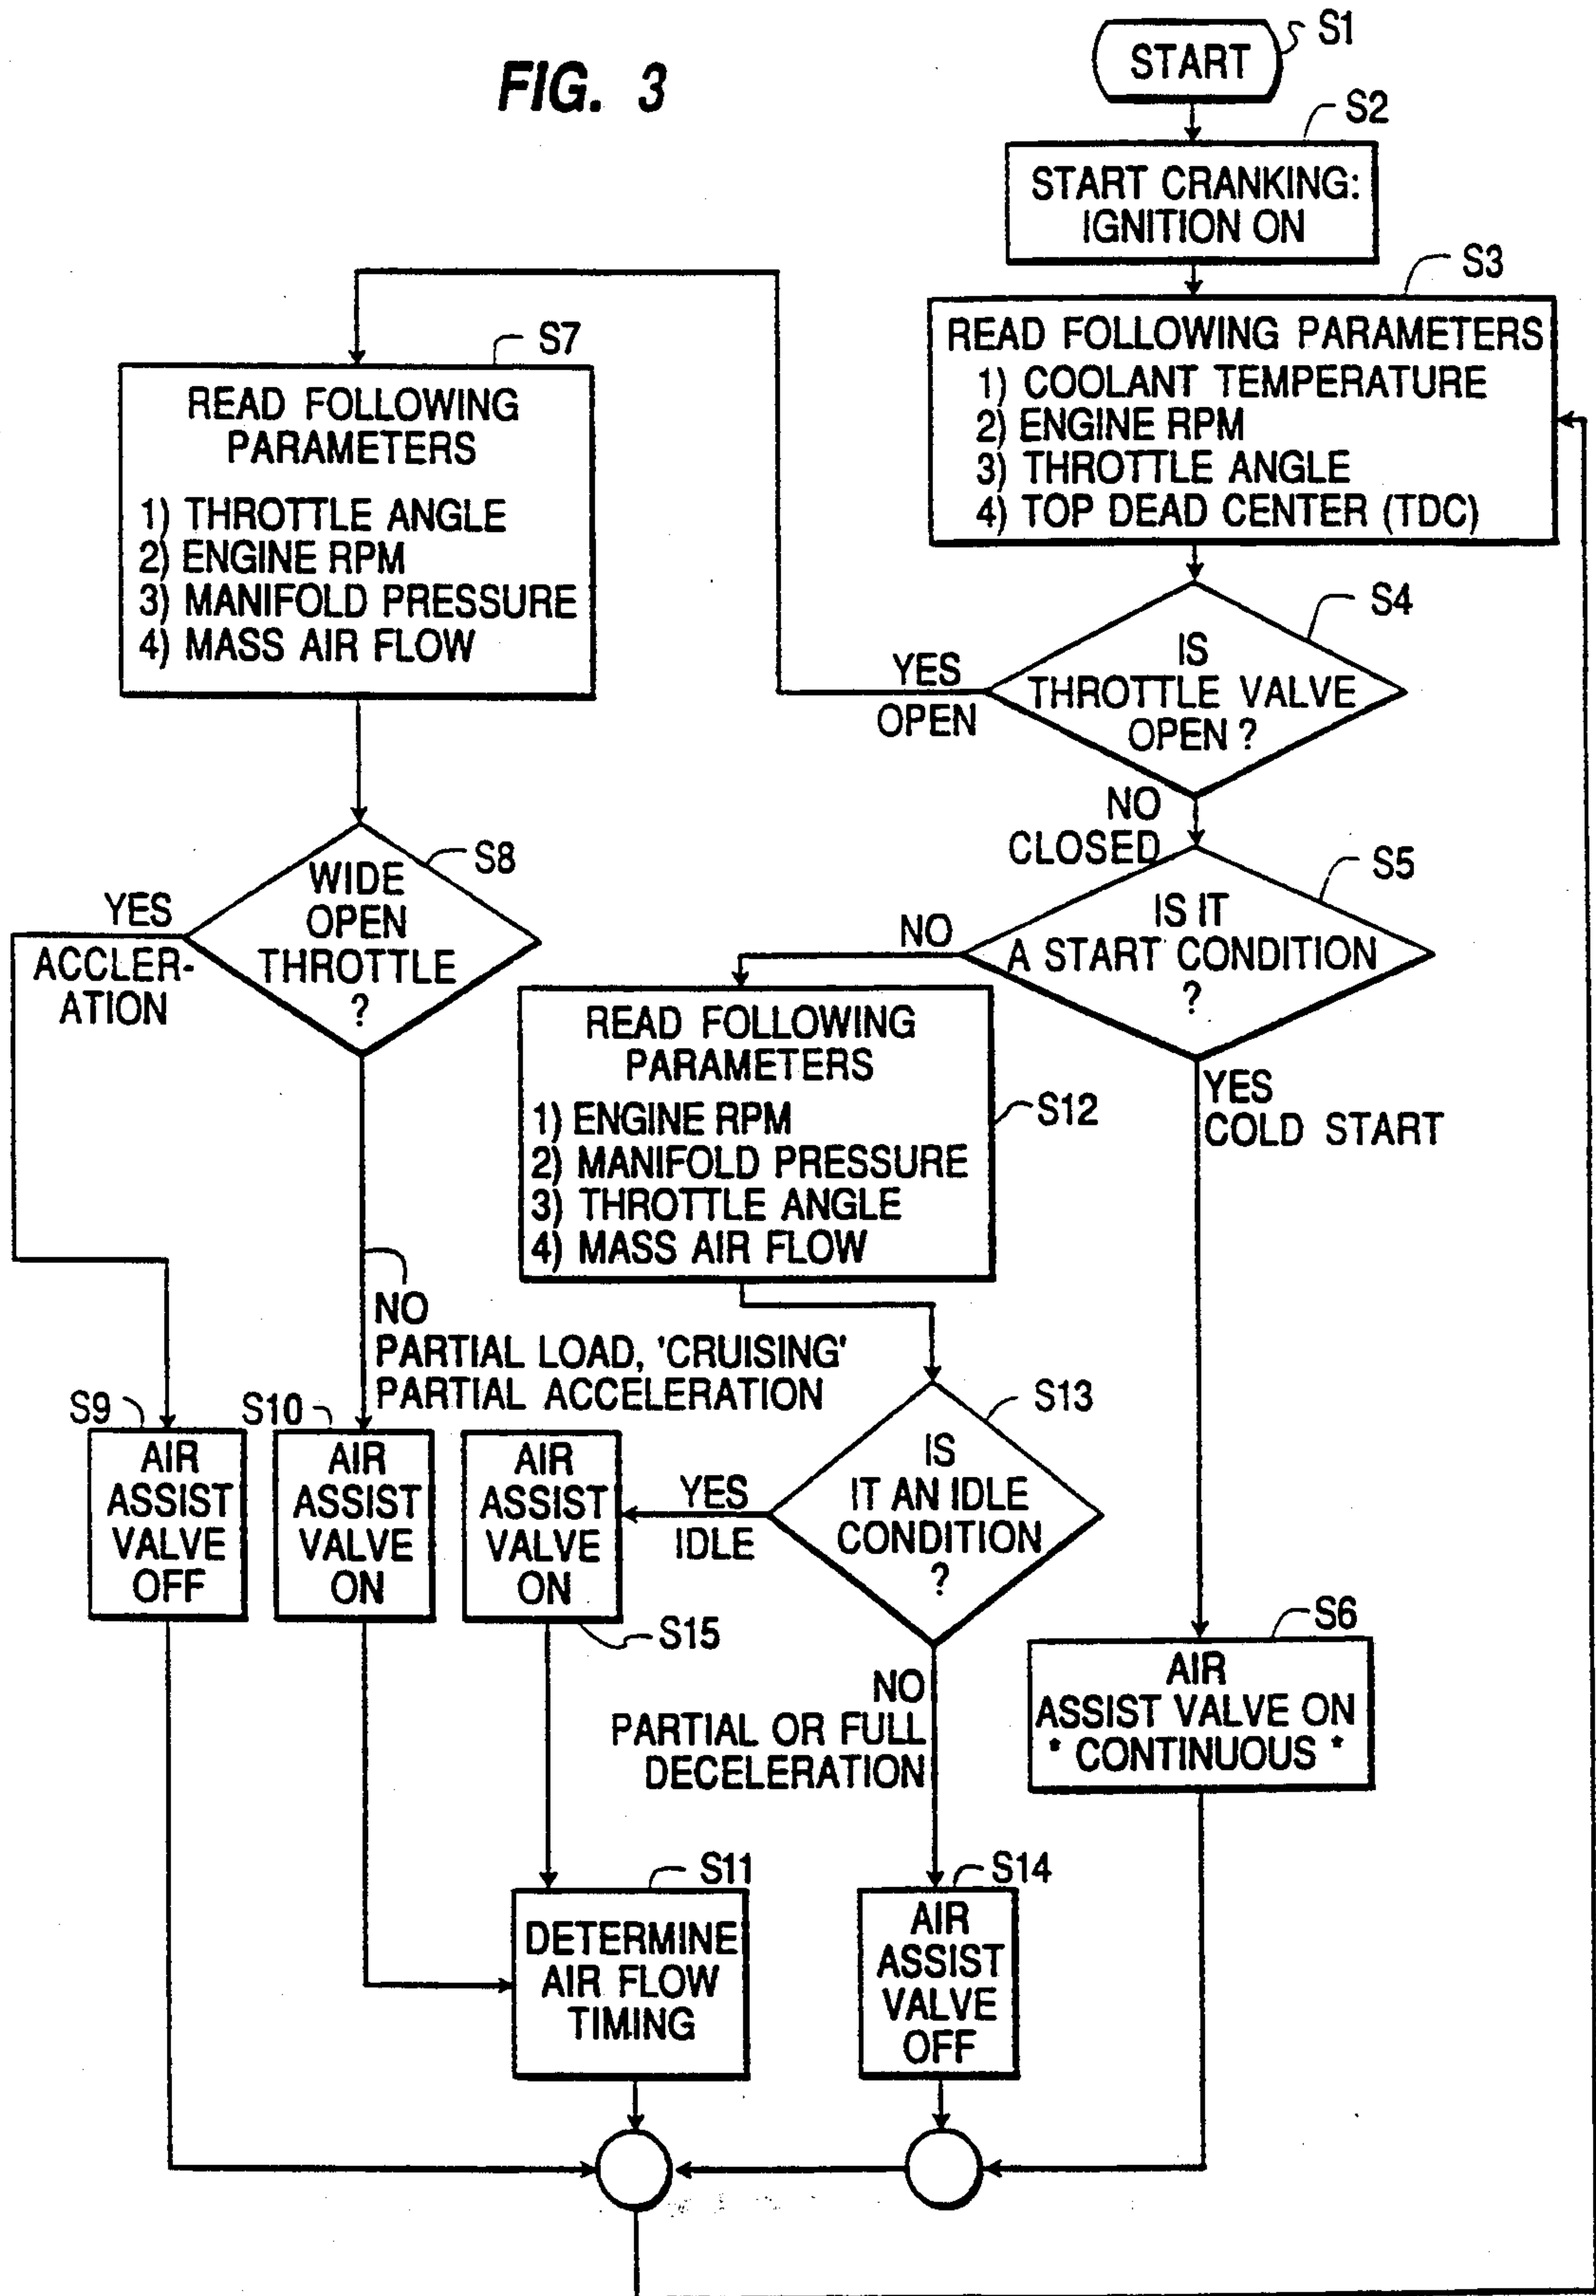 FIG. 3
START
S1
S2
START CRANKING:
IGNITION ON
S3
READ FOLLOWING PARAMETERS
1) COOLANT TEMPERATURE
2) ENGINE RPM
3) THROTTLE ANGLE
4) TOP DEAD CENTER (TDC)
S4
IS
THROTTLE VALVE
OPEN ?
YES
OPEN
NO
CLOSED
S7
READ FOLLOWING
PARAMETERS
1) THROTTLE ANGLE
2) ENGINE RPM
3) MANIFOLD PRESSURE
4) MASS AIR FLOW
S8
WIDE
OPEN
THROTTLE
?
YES
ACCLER-
ATION
NO
PARTIAL LOAD, 'CRUISING'
PARTIAL ACCELERATION
S5
IS IT
A START CONDITION
?
NO
YES
COLD START
READ FOLLOWING
PARAMETERS
1) ENGINE RPM
2) MANIFOLD PRESSURE
3) THROTTLE ANGLE
4) MASS AIR FLOW
S12
S9
AIR
ASSIST
VALVE
OFF
S10
AIR
ASSIST
VALVE
ON
AIR
ASSIST
VALVE
ON
S15
YES
IDLE
S13
IS
IT AN IDLE
CONDITION
?
NO
PARTIAL OR FULL
DECELERATION
S6
AIR
ASSIST VALVE ON
* CONTINUOUS *
S11
DETERMINE
AIR FLOW
TIMING
S14
AIR
ASSIST
VALVE
OFF